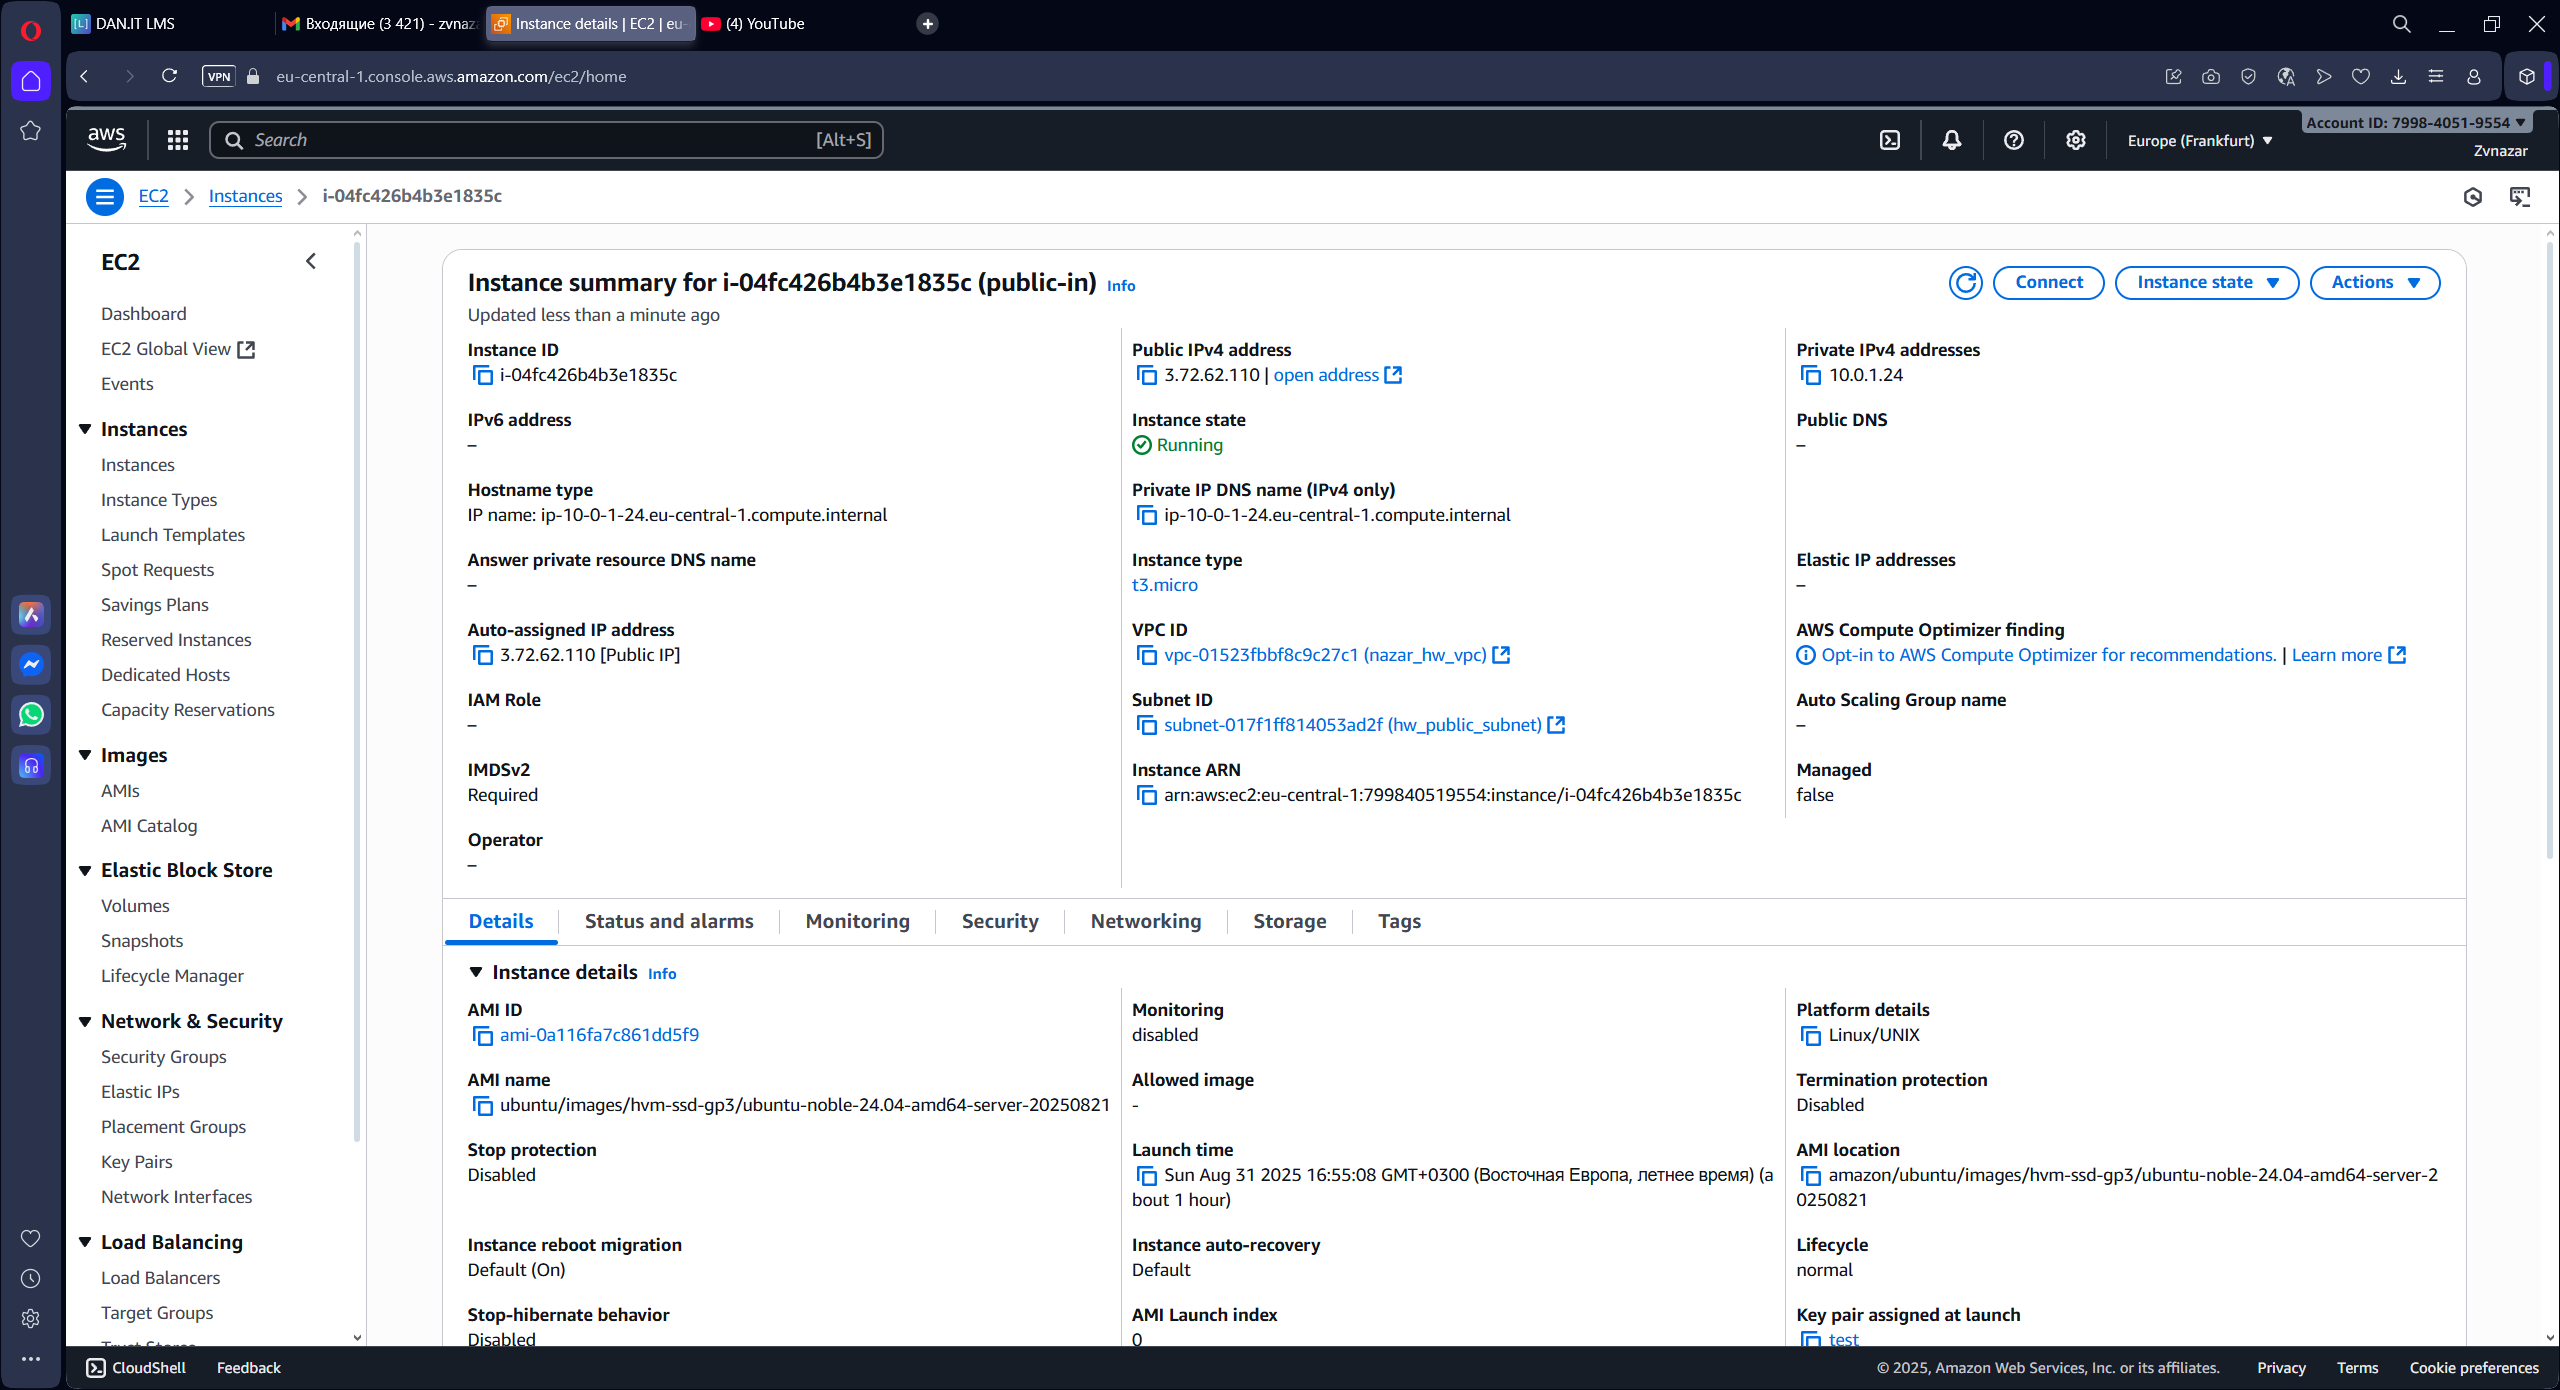 DAN.IT LMS
Входящие (3 421) - zvnaz
Instance details | EC2 | eu-
(4) YouTube
VPN
eu-central-1.console.aws.amazon.com/ec2/home
aws
Search
[Alt+S]
Europe (Frankfurt)
Account ID: 7998-4051-9554
Zvnazar
EC2
Instances
i-04fc426b4b3e1835c
EC2
Dashboard
EC2 Global View
Events
Instances
Instances
Instance Types
Launch Templates
Spot Requests
Savings Plans
Reserved Instances
Dedicated Hosts
Capacity Reservations
Images
AMIs
AMI Catalog
Elastic Block Store
Volumes
Snapshots
Lifecycle Manager
Network & Security
Security Groups
Elastic IPs
Placement Groups
Key Pairs
Network Interfaces
Load Balancing
Load Balancers
Target Groups
Instance summary for i-04fc426b4b3e1835c (public-in) Info
Updated less than a minute ago
Connect
Instance state
Actions
Instance ID
i-04fc426b4b3e1835c
Public IPv4 address
3.72.62.110 | open address
Private IPv4 addresses
10.0.1.24
IPv6 address
–
Instance state
Running
Public DNS
–
Hostname type
IP name: ip-10-0-1-24.eu-central-1.compute.internal
Private IP DNS name (IPv4 only)
ip-10-0-1-24.eu-central-1.compute.internal
Answer private resource DNS name
–
Instance type
t3.micro
Elastic IP addresses
–
Auto-assigned IP address
3.72.62.110 [Public IP]
VPC ID
vpc-01523fbbf8c9c27c1 (nazar_hw_vpc)
AWS Compute Optimizer finding
Opt-in to AWS Compute Optimizer for recommendations. | Learn more
IAM Role
–
Subnet ID
subnet-017f1ff814053ad2f (hw_public_subnet)
Auto Scaling Group name
–
IMDSv2
Required
Instance ARN
arn:aws:ec2:eu-central-1:799840519554:instance/i-04fc426b4b3e1835c
Managed
false
Operator
–
Details
Status and alarms
Monitoring
Security
Networking
Storage
Tags
Instance details Info
AMI ID
ami-0a116fa7c861dd5f9
Monitoring
disabled
Platform details
Linux/UNIX
AMI name
ubuntu/images/hvm-ssd-gp3/ubuntu-noble-24.04-amd64-server-20250821
Allowed image
-
Termination protection
Disabled
Stop protection
Disabled
Launch time
Sun Aug 31 2025 16:55:08 GMT+0300 (Восточная Европа, летнее время) (a
bout 1 hour)
AMI location
amazon/ubuntu/images/hvm-ssd-gp3/ubuntu-noble-24.04-amd64-server-2
0250821
Instance reboot migration
Default (On)
Instance auto-recovery
Default
Lifecycle
normal
Stop-hibernate behavior
Disabled
AMI Launch index
0
Key pair assigned at launch
test
CloudShell
Feedback
© 2025, Amazon Web Services, Inc. or its affiliates.
Privacy
Terms
Cookie preferences